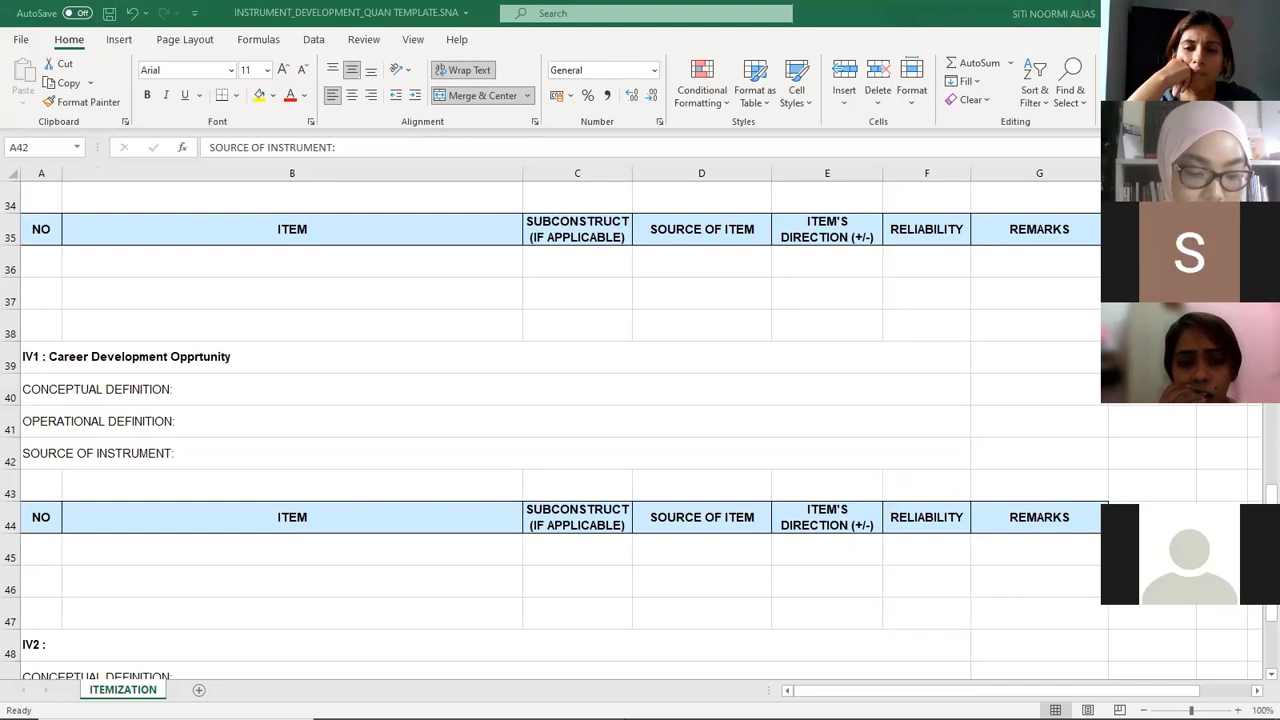 AutoSave Off INSTRUMENT_DEVELOPMENT_QUAN TEMPLATE.SNA Search SITI NOORMI ALIAS
File Home Insert Page Layout Formulas Data Review View Help
Paste Cut Copy Format Painter
Arial 11 Wrap Text General
B I U Merge & Center
Conditional Formatting Format as Table Cell Styles Insert Delete Format
AutoSum Fill Clear Sort & Filter Find & Select
Clipboard Font Alignment Number Styles Cells Editing
A42 fx SOURCE OF INSTRUMENT:
A B C D E F G
34
35 NO ITEM SUBCONSTRUCT (IF APPLICABLE) SOURCE OF ITEM ITEM'S DIRECTION (+/-) RELIABILITY REMARKS
36
37
38
39 IV1 : Career Development Opprtunity
40 CONCEPTUAL DEFINITION:
41 OPERATIONAL DEFINITION:
42 SOURCE OF INSTRUMENT:
43
44 NO ITEM SUBCONSTRUCT (IF APPLICABLE) SOURCE OF ITEM ITEM'S DIRECTION (+/-) RELIABILITY REMARKS
45
46
47
48 IV2 :
CONCEPTUAL DEFINITION:
ITEMIZATION
Ready 100%
S